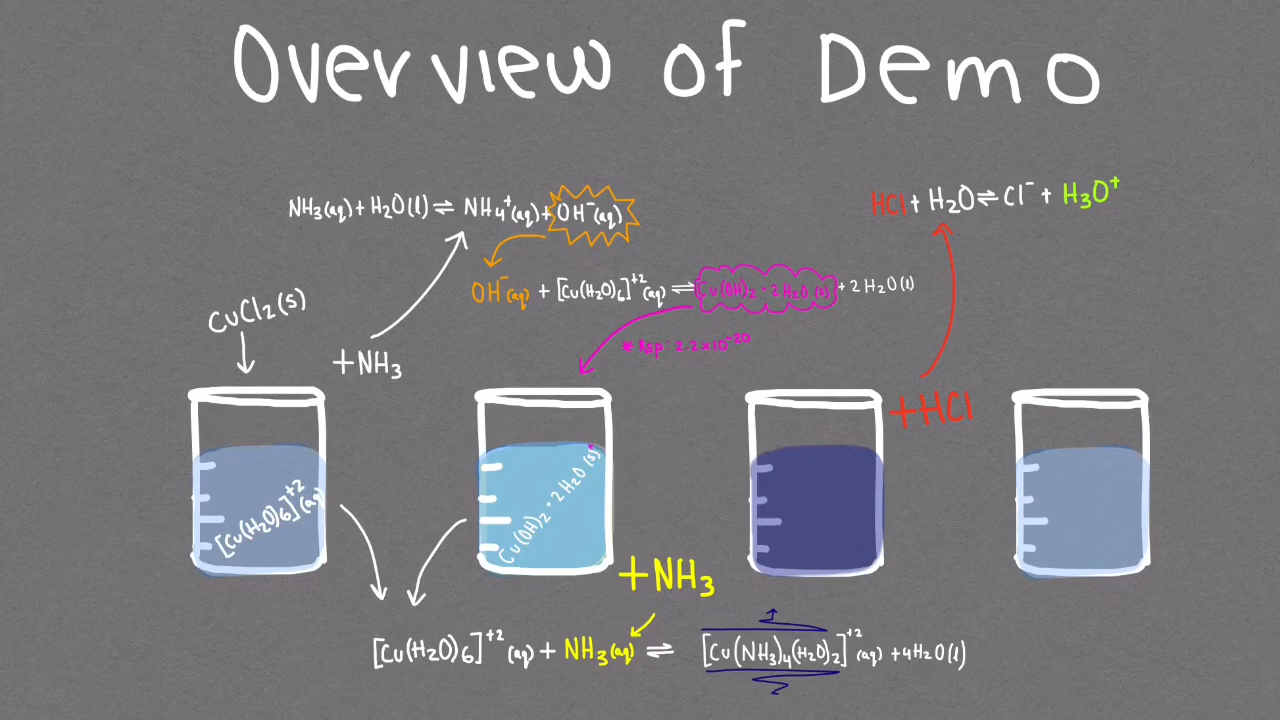 Overview of Demo
NH3(aq) + H2O(l) ⇌ NH4+(aq) + OH-(aq)
HCl + H2O ⇌ Cl- + H3O+
OH-(aq) + [Cu(H2O)6]+2(aq) ⇌ Cu(OH)2 • 2H2O(s) + 2H2O(l)
CuCl2(s)
* Ksp: 2.2x10-20
+NH3
+HCl
[Cu(H2O)6]+2(aq)
Cu(OH)2 • 2H2O(s)
+NH3
[Cu(H2O)6]+2(aq) + NH3(aq) ⇌ [Cu(NH3)4(H2O)2]+2(aq) + 4H2O(l)